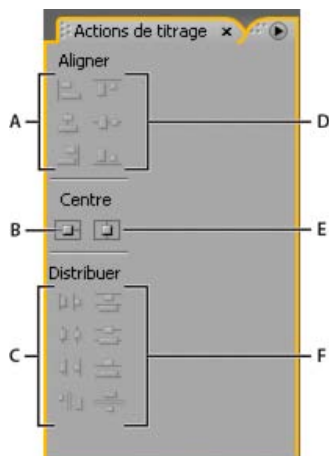 Actions de titrage x
Aligner
A
D
Centre
B
E
Distribuer
C
F